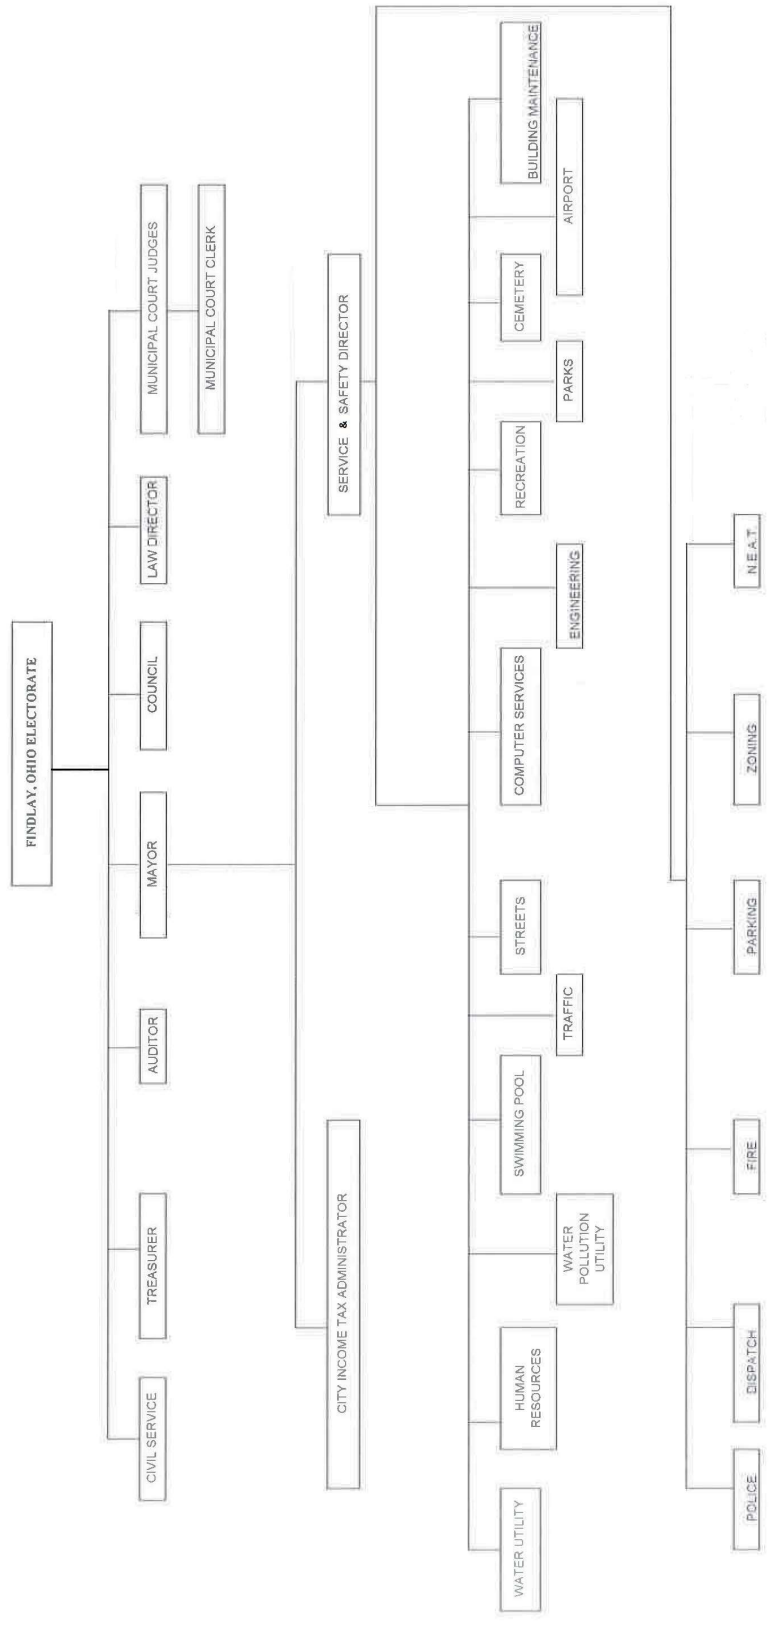 FINDLAY, OHIO ELECTORATE
CIVIL SERVICE
TREASURER
AUDITOR
MAYOR
COUNCIL
LAW DIRECTOR
MUNICIPAL COURT JUDGES
MUNICIPAL COURT CLERK
CITY INCOME TAX ADMINISTRATOR
SERVICE & SAFETY DIRECTOR
WATER UTILITY
HUMAN
RESOURCES
WATER
POLLUTION
UTILITY
SWIMMING POOL
TRAFFIC
STREETS
COMPUTER SERVICES
ENGINEERING
RECREATION
PARKS
CEMETERY
AIRPORT
BUILDING MAINTENANCE
POLICE
DISPATCH
FIRE
PARKING
ZONING
N.E.A.T.